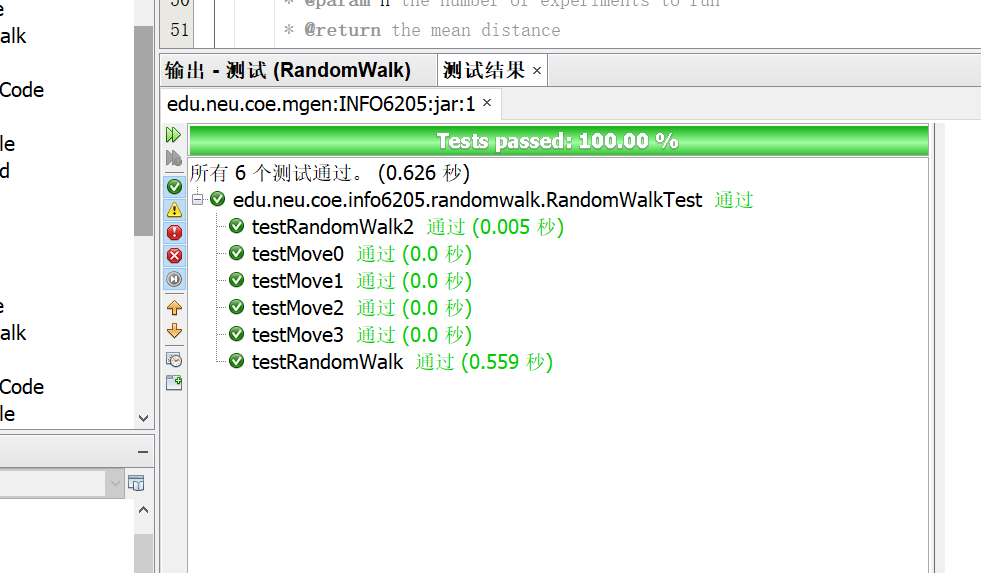 alk
Code
le
d
alk
Code
le
50 * @param n the number of experiments to run
51 * @return the mean distance
输出 - 测试 (RandomWalk) 测试结果 ×
edu.neu.coe.mgen:INFO6205:jar:1 ×
Tests passed: 100.00 %
所有 6 个测试通过。 (0.626 秒)
edu.neu.coe.info6205.randomwalk.RandomWalkTest 通过
testRandomWalk2 通过 (0.005 秒)
testMove0 通过 (0.0 秒)
testMove1 通过 (0.0 秒)
testMove2 通过 (0.0 秒)
testMove3 通过 (0.0 秒)
testRandomWalk 通过 (0.559 秒)